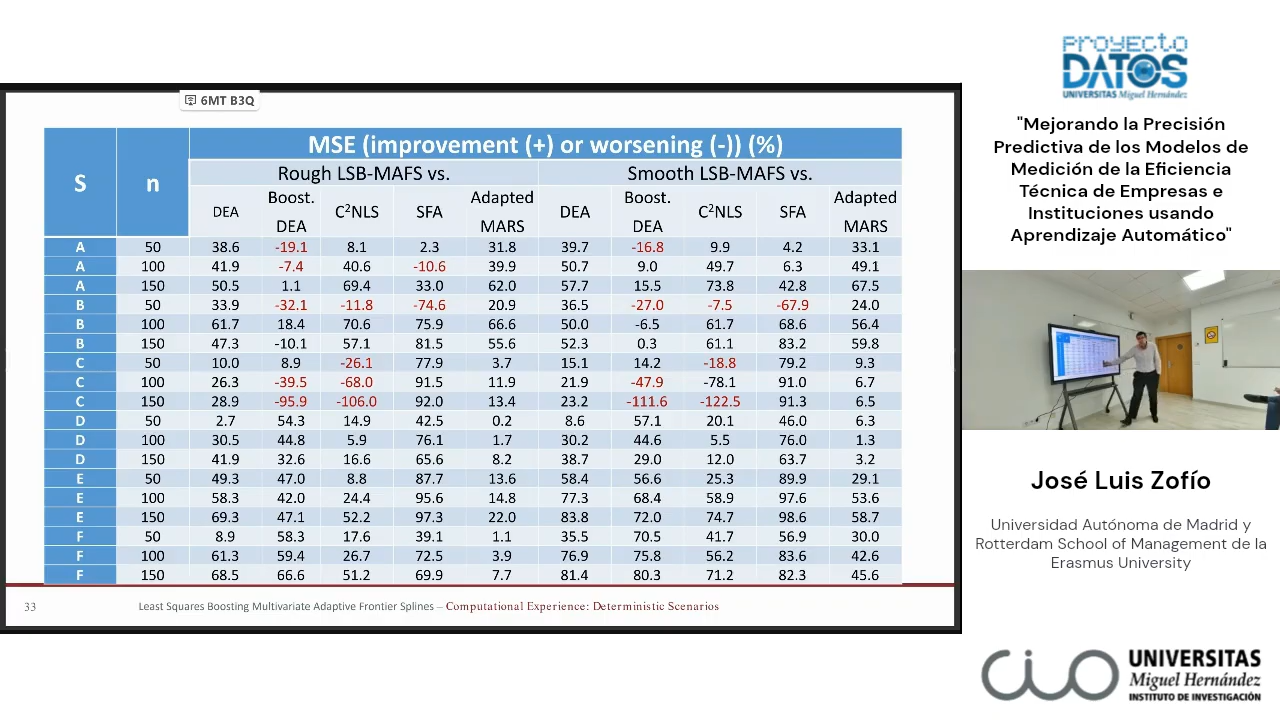 6MT B3Q
MSE (improvement (+) or worsening (-)) (%)
S n Rough LSB-MAFS vs. Smooth LSB-MAFS vs.
DEA Boost. DEA C²NLS SFA Adapted MARS DEA Boost. DEA C²NLS SFA Adapted MARS
A 50 38.6 -19.1 8.1 2.3 31.8 39.7 -16.8 9.9 4.2 33.1
A 100 41.9 -7.4 40.6 -10.6 39.9 50.7 9.0 49.7 6.3 49.1
A 150 50.5 1.1 69.4 33.0 62.0 57.7 15.5 73.8 42.8 67.5
B 50 33.9 -32.1 -11.8 -74.6 20.9 36.5 -27.0 -7.5 -67.9 24.0
B 100 61.7 18.4 70.6 75.9 66.6 50.0 -6.5 61.7 68.6 56.4
B 150 47.3 -10.1 57.1 81.5 55.6 52.3 0.3 61.1 83.2 59.8
C 50 10.0 8.9 -26.1 77.9 3.7 15.1 14.2 -18.8 79.2 9.3
C 100 26.3 -39.5 -68.0 91.5 11.9 21.9 -47.9 -78.1 91.0 6.7
C 150 28.9 -95.9 -106.0 92.0 13.4 23.2 -111.6 -122.5 91.3 6.5
D 50 2.7 54.3 14.9 42.5 0.2 8.6 57.1 20.1 46.0 6.3
D 100 30.5 44.8 5.9 76.1 1.7 30.2 44.6 5.5 76.0 1.3
D 150 41.9 32.6 16.6 65.6 8.2 38.7 29.0 12.0 63.7 3.2
E 50 49.3 47.0 8.8 87.7 13.6 58.4 56.6 25.3 89.9 29.1
E 100 58.3 42.0 24.4 95.6 14.8 77.3 68.4 58.9 97.6 53.6
E 150 69.3 47.1 52.2 97.3 22.0 83.8 72.0 74.7 98.6 58.7
F 50 8.9 58.3 17.6 39.1 1.1 35.5 70.5 41.7 56.9 30.0
F 100 61.3 59.4 26.7 72.5 3.9 76.9 75.8 56.2 83.6 42.6
F 150 68.5 66.6 51.2 69.9 7.7 81.4 80.3 71.2 82.3 45.6
33 Least Squares Boosting Multivariate Adaptive Frontier Splines – Computational Experience: Deterministic Scenarios
PROYECTO
DATOS
UNIVERSITAS Miguel Hernández
"Mejorando la Precisión
Predictiva de los Modelos de
Medición de la Eficiencia
Técnica de Empresas e
Instituciones usando
Aprendizaje Automático"
José Luis Zofío
Universidad Autónoma de Madrid y
Rotterdam School of Management de la
Erasmus University
CIO
UNIVERSITAS
Miguel Hernández
INSTITUTO DE INVESTIGACIÓN